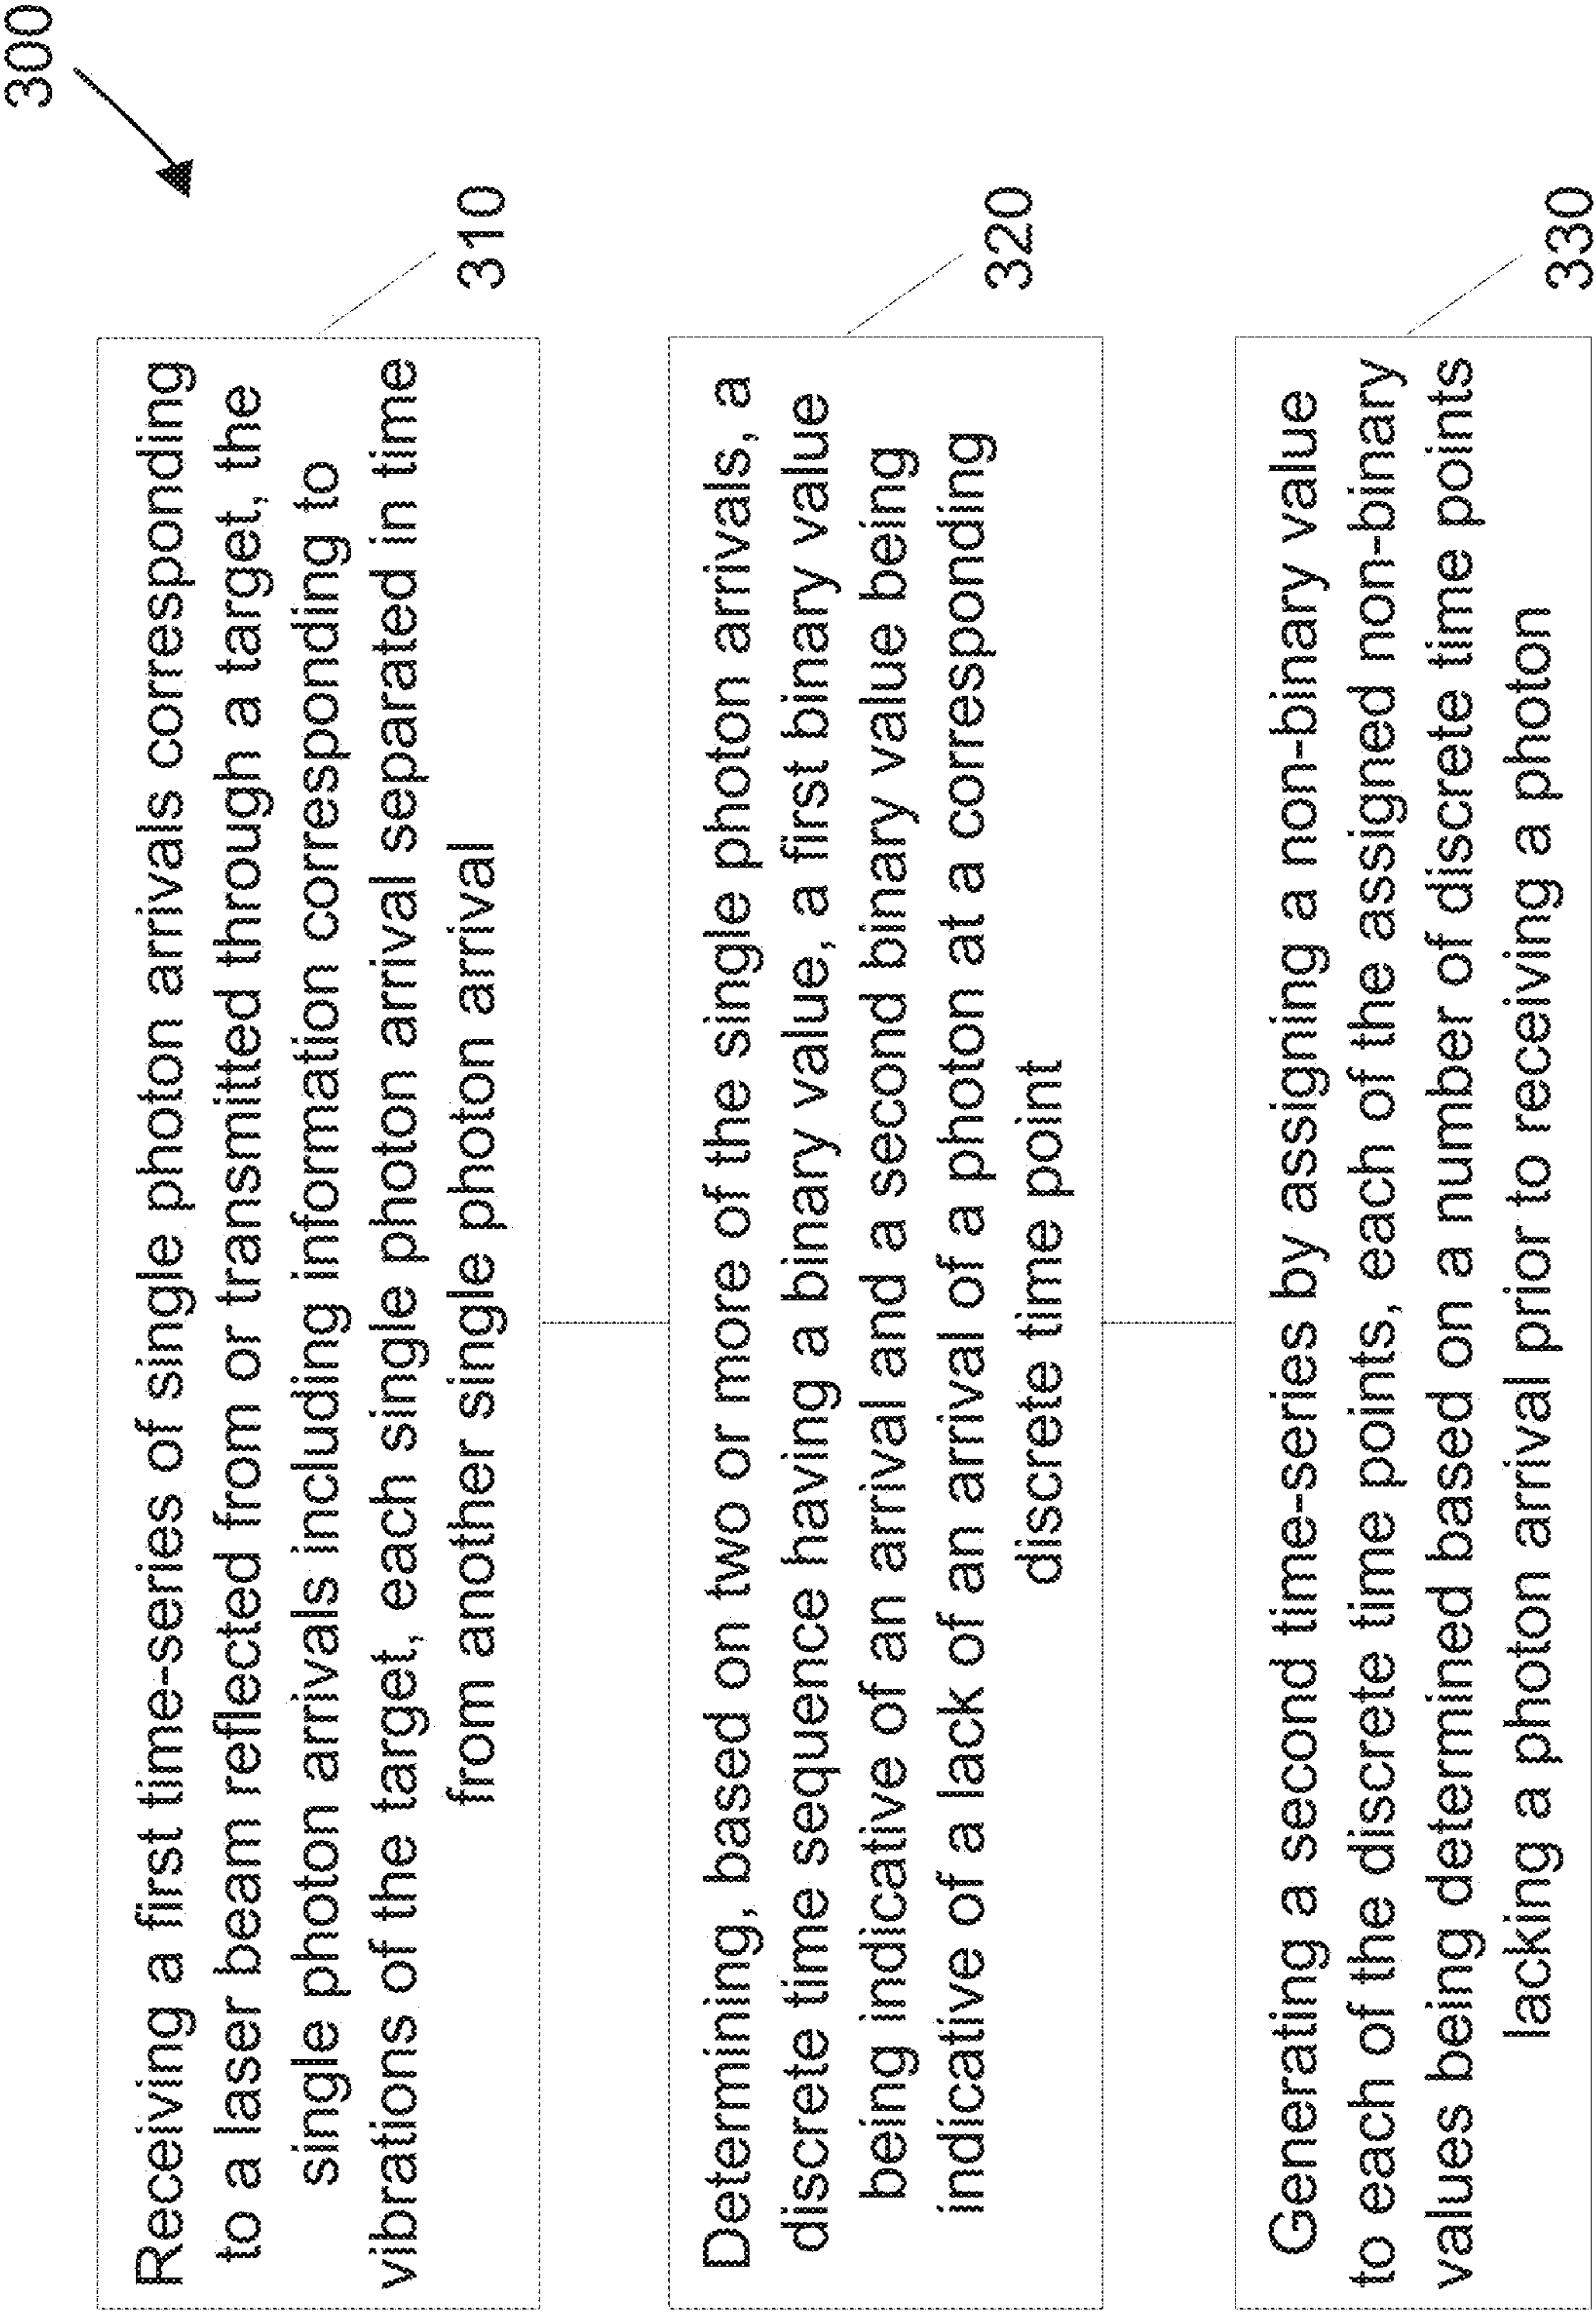 300
Receiving a first time-series of single photon arrivals corresponding
to a laser beam reflected from or transmitted through a target, the
single photon arrivals including information corresponding to
vibrations of the target, each single photon arrival separated in time
from another single photon arrival
310
Determining, based on two or more of the single photon arrivals, a
discrete time sequence having a binary value, a first binary value
being indicative of an arrival and a second binary value being
indicative of a lack of an arrival of a photon at a corresponding
discrete time point
320
Generating a second time-series by assigning a non-binary value
to each of the discrete time points, each of the assigned non-binary
values being determined based on a number of discrete time points
lacking a photon arrival prior to receiving a photon
330